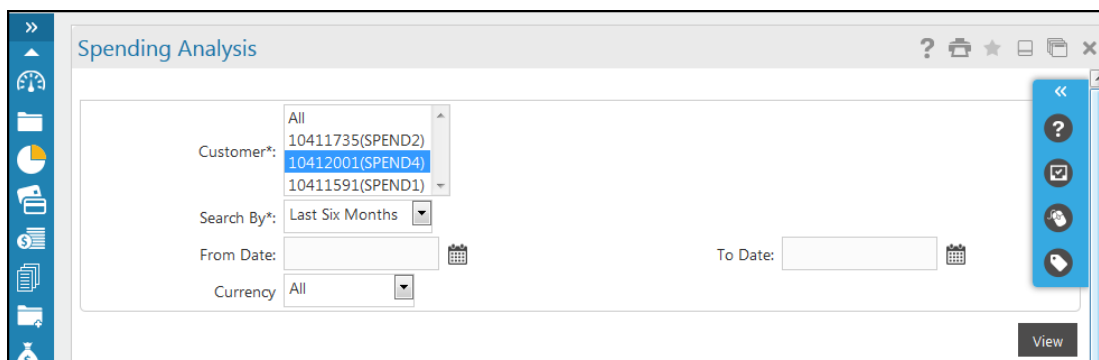 Spending Analysis
Customer*:
All
10411735(SPEND2)
10412001(SPEND4)
10411591(SPEND1)
Search By*: Last Six Months
From Date: To Date:
Currency All
View